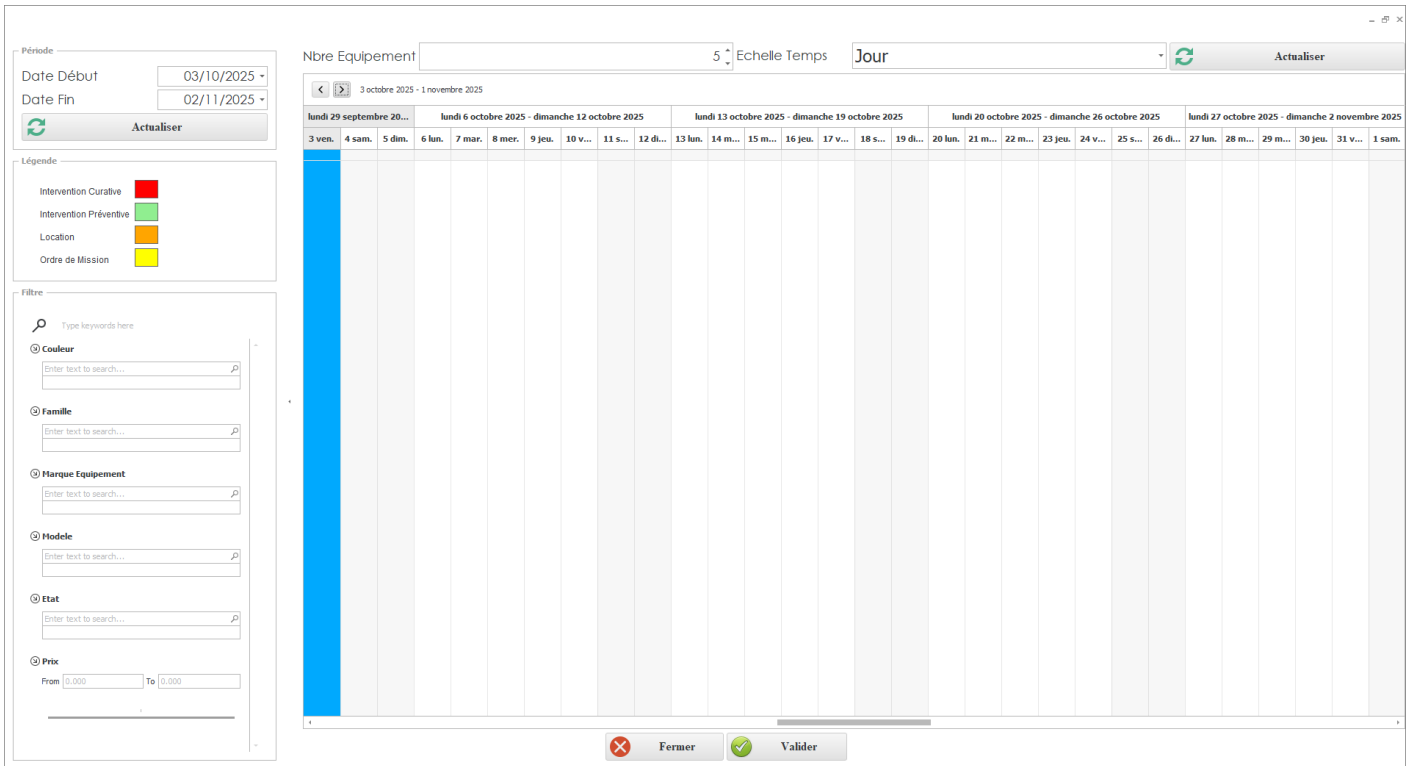 Période
Date Début 03/10/2025
Date Fin 02/11/2025
Actualiser
Légende
Intervention Curative
Intervention Préventive
Location
Ordre de Mission
Filtre
Type keywords here
Couleur
Enter text to search...
Famille
Enter text to search...
Marque Equipement
Enter text to search...
Modele
Enter text to search...
Etat
Enter text to search...
Prix
From 0.000 To 0.000
Nbre Equipement 5 Echelle Temps Jour Actualiser
3 octobre 2025 - 1 novembre 2025
lundi 29 septembre 20... lundi 6 octobre 2025 - dimanche 12 octobre 2025 lundi 13 octobre 2025 - dimanche 19 octobre 2025 lundi 20 octobre 2025 - dimanche 26 octobre 2025 lundi 27 octobre 2025 - dimanche 2 novembre 2025
3 ven. 4 sam. 5 dim. 6 lun. 7 mar. 8 mer. 9 jeu. 10 v... 11 s... 12 di... 13 lun. 14 m... 15 m... 16 jeu. 17 v... 18 s... 19 di... 20 lun. 21 m... 22 m... 23 jeu. 24 v... 25 s... 26 di... 27 lun. 28 m... 29 m... 30 jeu. 31 v... 1 sam.
Fermer Valider